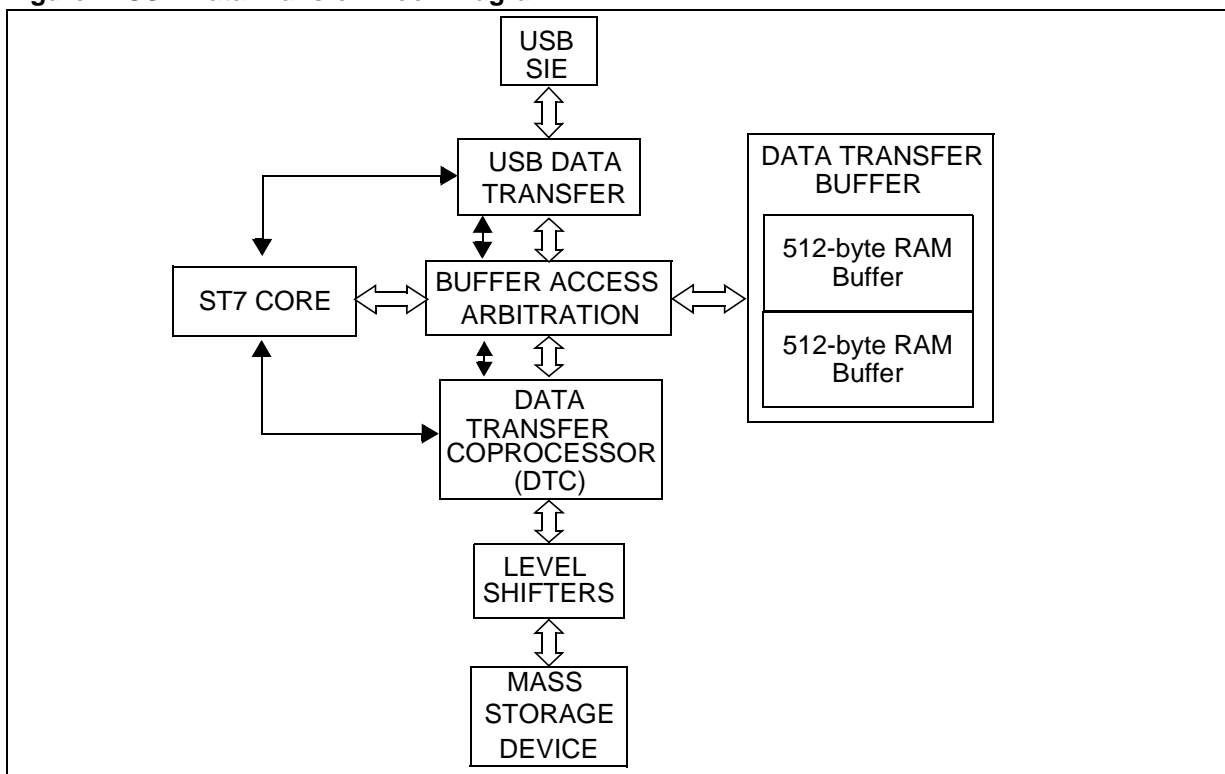 USB
SIE
USB DATA
TRANSFER
DATA TRANSFER
BUFFER
512-byte RAM
Buffer
512-byte RAM
Buffer
ST7 CORE
BUFFER ACCESS
ARBITRATION
DATA
TRANSFER
COPROCESSOR
(DTC)
LEVEL
SHIFTERS
MASS
STORAGE
DEVICE